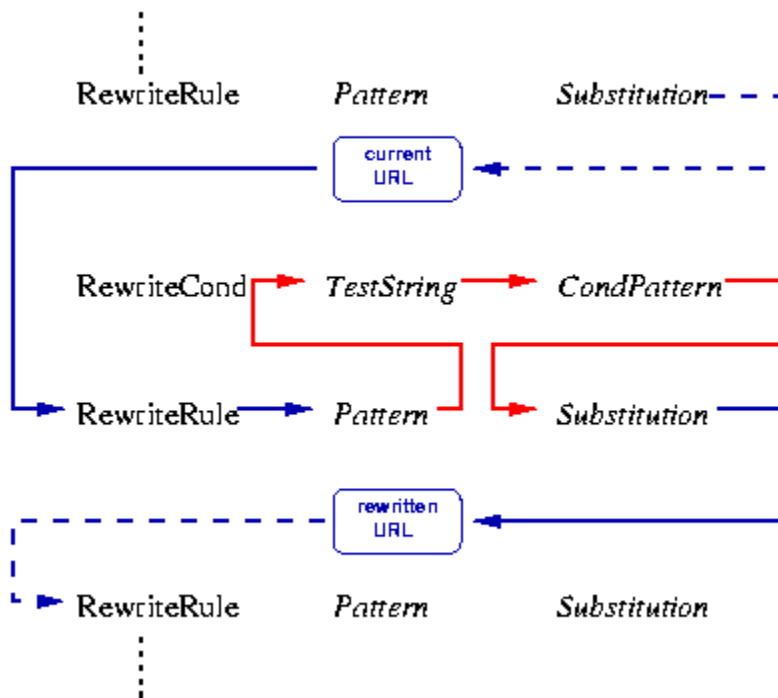 RewriteRule Pattern Substitution
current
URL
RewriteCond TestString CondPattern
RewriteRule Pattern Substitution
rewritten
URL
RewriteRule Pattern Substitution